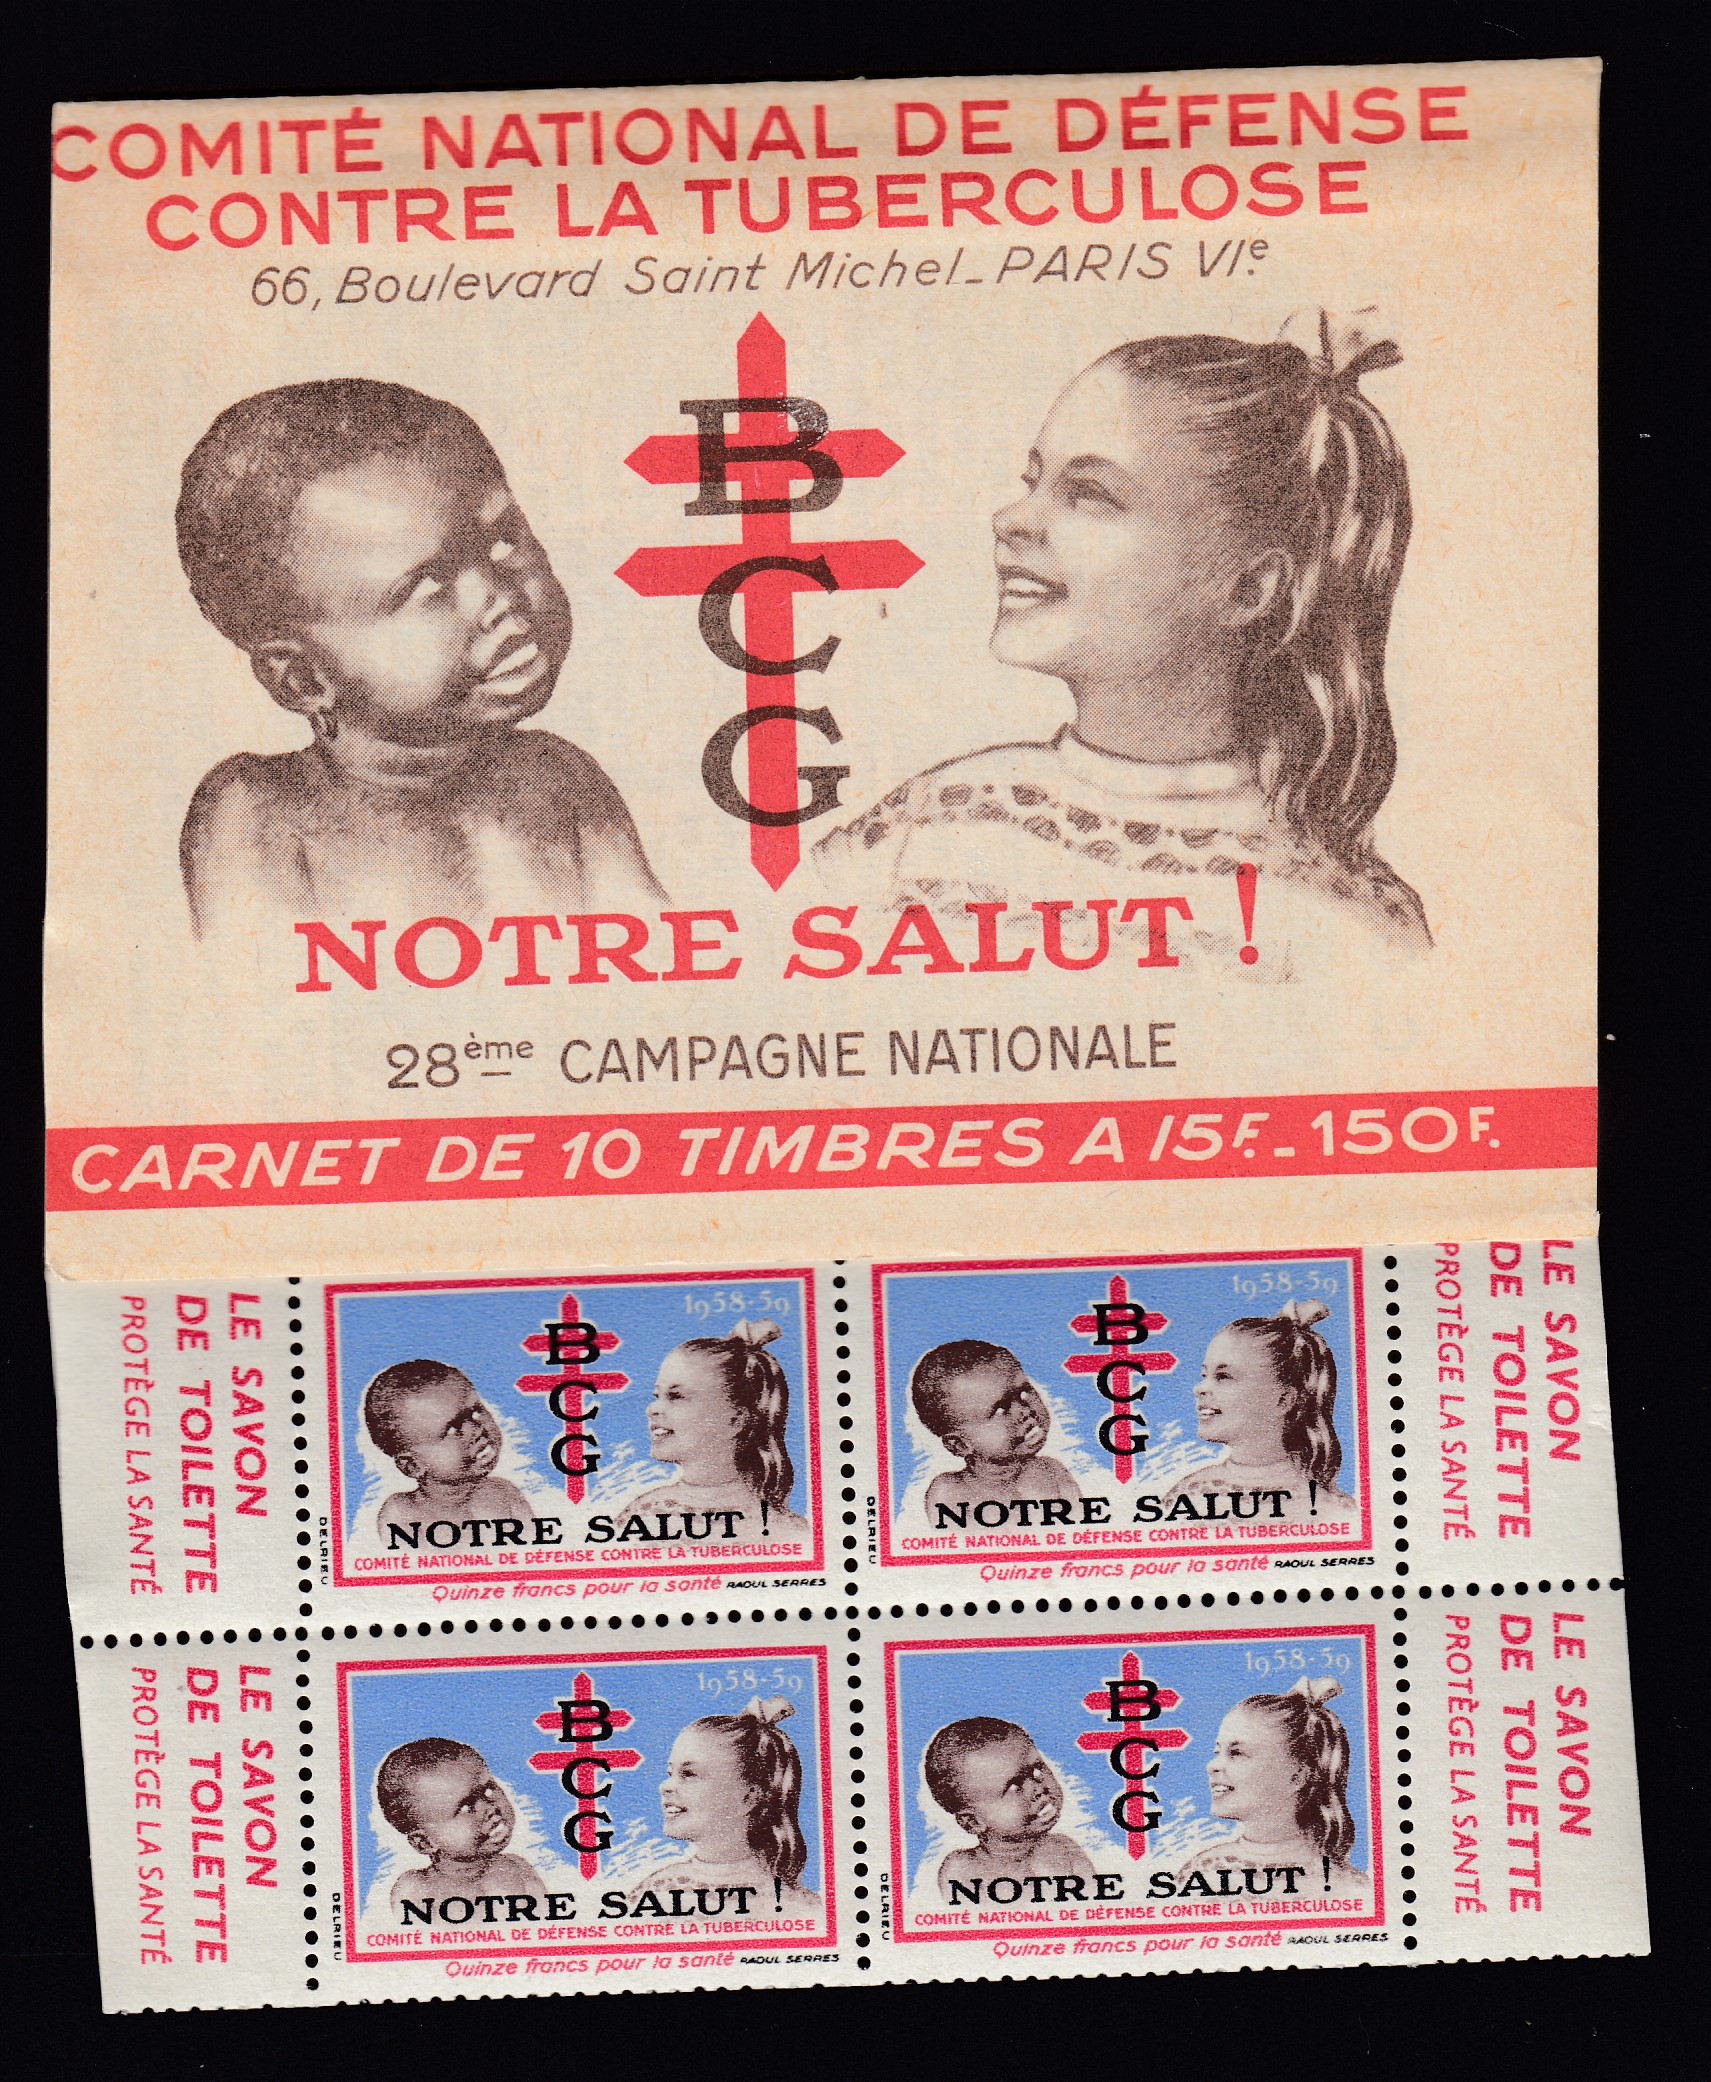 COMITÉ NATIONAL DE DÉFENSE
CONTRE LA TUBERCULOSE
66, Boulevard Saint Michel_PARIS VIe.
B
C
G
NOTRE SALUT !
28ème CAMPAGNE NATIONALE
CARNET DE 10 TIMBRES A 15F._150F.
LE SAVON
DE TOILETTE
PROTÈGE LA SANTÉ
1958-59
B
C
G
NOTRE SALUT !
COMITÉ NATIONAL DE DÉFENSE CONTRE LA TUBERCULOSE
DELRIEU
Quinze francs pour la santé RAOUL SERRES
1958-59
B
C
G
NOTRE SALUT !
COMITÉ NATIONAL DE DÉFENSE CONTRE LA TUBERCULOSE
DELRIEU
Quinze francs pour la santé RAOUL SERRES
LE SAVON
DE TOILETTE
PROTÈGE LA SANTÉ
LE SAVON
DE TOILETTE
PROTÈGE LA SANTÉ
1958-59
B
C
G
NOTRE SALUT !
COMITÉ NATIONAL DE DÉFENSE CONTRE LA TUBERCULOSE
DELRIEU
Quinze francs pour la santé RAOUL SERRES
1958-59
B
C
G
NOTRE SALUT !
COMITÉ NATIONAL DE DÉFENSE CONTRE LA TUBERCULOSE
DELRIEU
Quinze francs pour la santé RAOUL SERRES
LE SAVON
DE TOILETTE
PROTÈGE LA SANTÉ